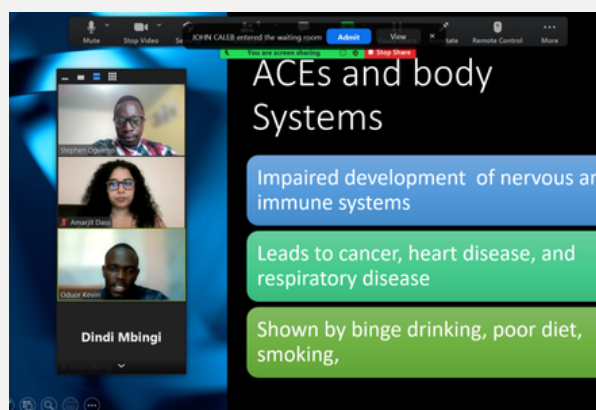 Mute
Stop Video
JOHN CALEB entered the waiting room
Admit
View
Remote Control
More
You are screen sharing
Stop Share
ACEs and body
Systems
Stephen
Amarjit Dass
Oduor Kevin
Dindi Mbingi
Impaired development of nervous
immune systems
Leads to cancer, heart disease, and
respiratory disease
Shown by binge drinking, poor diet,
smoking,